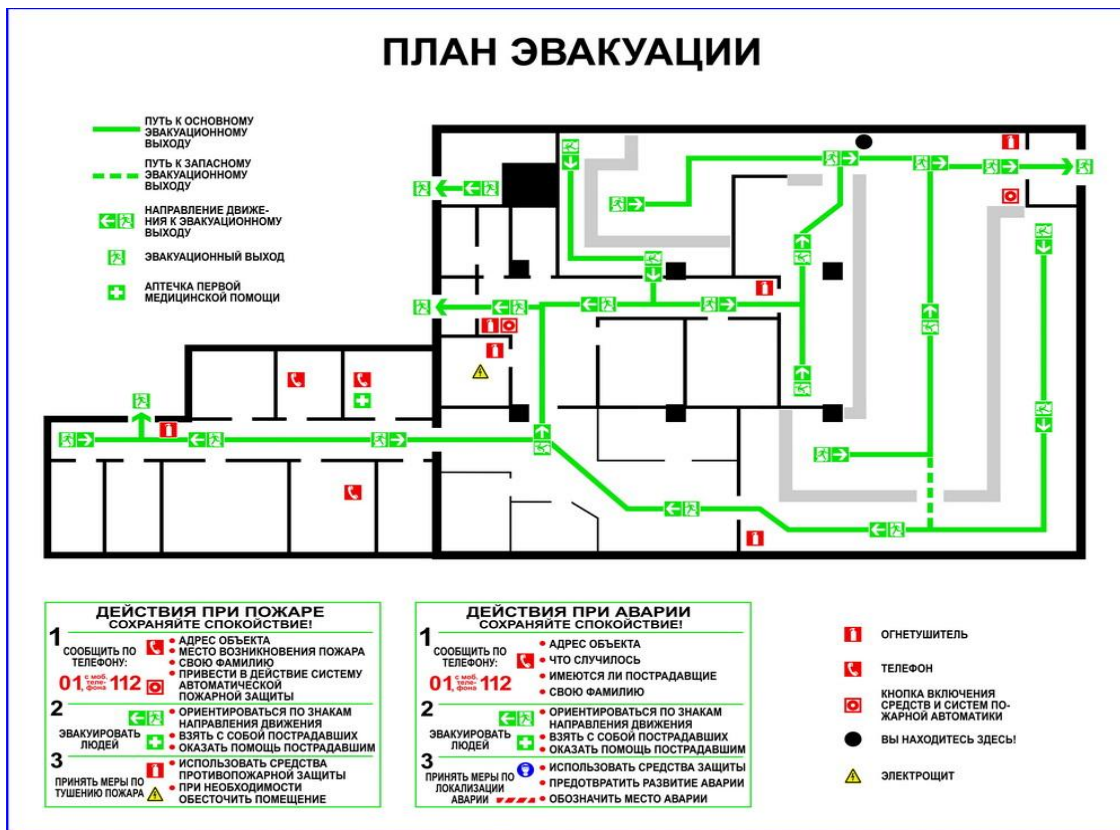 ПЛАН ЭВАКУАЦИИ
ПУТЬ К ОСНОВНОМУ
ЭВАКУАЦИОННОМУ
ВЫХОДУ
ПУТЬ К ЗАПАСНОМУ
ЭВАКУАЦИОННОМУ
ВЫХОДУ
НАПРАВЛЕНИЕ ДВИЖЕ-
НИЯ К ЭВАКУАЦИОННОМУ
ВЫХОДУ
ЭВАКУАЦИОННЫЙ ВЫХОД
АПТЕЧКА ПЕРВОЙ
МЕДИЦИНСКОЙ ПОМОЩИ
ДЕЙСТВИЯ ПРИ ПОЖАРЕ
СОХРАНЯЙТЕ СПОКОЙСТВИЕ!
1
СООБЩИТЬ ПО
ТЕЛЕФОНУ:
01, с моб. теле- фона 112
• АДРЕС ОБЪЕКТА
• МЕСТО ВОЗНИКНОВЕНИЯ ПОЖАРА
• СВОЮ ФАМИЛИЮ
• ПРИВЕСТИ В ДЕЙСТВИЕ СИСТЕМУ
АВТОМАТИЧЕСКОЙ
ПОЖАРНОЙ ЗАЩИТЫ
2
ЭВАКУИРОВАТЬ
ЛЮДЕЙ
• ОРИЕНТИРОВАТЬСЯ ПО ЗНАКАМ
НАПРАВЛЕНИЯ ДВИЖЕНИЯ
• ВЗЯТЬ С СОБОЙ ПОСТРАДАВШИХ
• ОКАЗАТЬ ПОМОЩЬ ПОСТРАДАВШИМ
3
ПРИНЯТЬ МЕРЫ ПО
ТУШЕНИЮ ПОЖАРА
• ИСПОЛЬЗОВАТЬ СРЕДСТВА
ПРОТИВОПОЖАРНОЙ ЗАЩИТЫ
• ПРИ НЕОБХОДИМОСТИ
ОБЕСТОЧИТЬ ПОМЕЩЕНИЕ
ДЕЙСТВИЯ ПРИ АВАРИИ
СОХРАНЯЙТЕ СПОКОЙСТВИЕ!
1
СООБЩИТЬ ПО
ТЕЛЕФОНУ:
01, с моб. теле- фона 112
• АДРЕС ОБЪЕКТА
• ЧТО СЛУЧИЛОСЬ
• ИМЕЮТСЯ ЛИ ПОСТРАДАВЩИЕ
• СВОЮ ФАМИЛИЮ
2
ЭВАКУИРОВАТЬ
ЛЮДЕЙ
• ОРИЕНТИРОВАТЬСЯ ПО ЗНАКАМ
НАПРАВЛЕНИЯ ДВИЖЕНИЯ
• ВЗЯТЬ С СОБОЙ ПОСТРАДАВШИХ
• ОКАЗАТЬ ПОМОЩЬ ПОСТРАДАВШИМ
3
ПРИНЯТЬ МЕРЫ ПО
ЛОКАЛИЗАЦИИ
АВАРИИ
• ИСПОЛЬЗОВАТЬ СРЕДСТВА ЗАЩИТЫ
• ПРЕДОТВРАТИТЬ РАЗВИТИЕ АВАРИИ
• ОБОЗНАЧИТЬ МЕСТО АВАРИИ
ОГНЕТУШИТЕЛЬ
ТЕЛЕФОН
КНОПКА ВКЛЮЧЕНИЯ
СРЕДСТВ И СИСТЕМ ПО-
ЖАРНОЙ АВТОМАТИКИ
ВЫ НАХОДИТЕСЬ ЗДЕСЬ!
ЭЛЕКТРОЩИТ